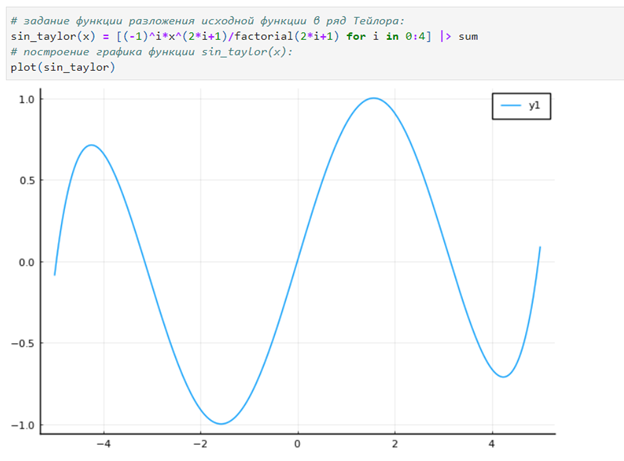 # задание функции разложения исходной функции в ряд Тейлора:
sin_taylor(x) = [(-1)^i*x^(2*i+1)/factorial(2*i+1) for i in 0:4] |> sum
# построение графика функции sin_taylor(x):
plot(sin_taylor)
y1
1.0
0.5
0.0
−0.5
−1.0
−4 −2 0 2 4